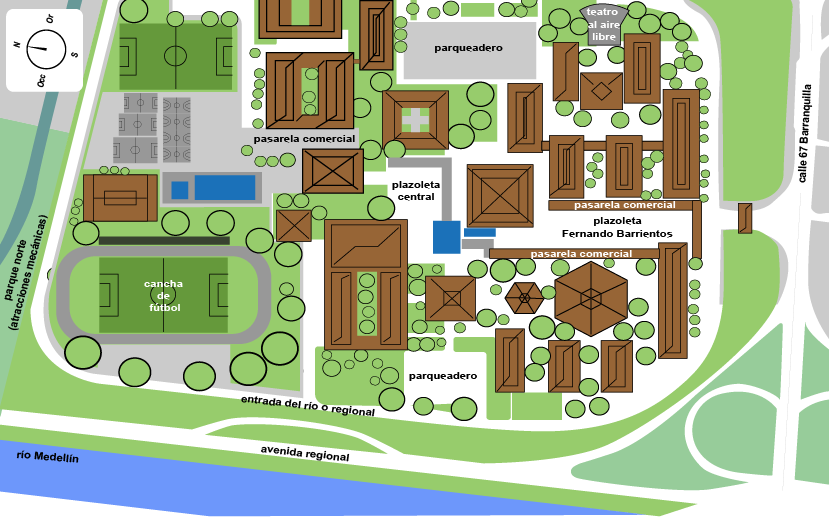 Or
N
S
Occ
teatro
al aire
libre
parqueadero
calle 67 Barranquilla
pasarela comercial
plazoleta
central
pasarela comercial
plazoleta
Fernando Barrientos
pasarela comercial
parque norte
(atracciones mecánicas)
cancha
de
fútbol
parqueadero
entrada del río o regional
avenida regional
río Medellín